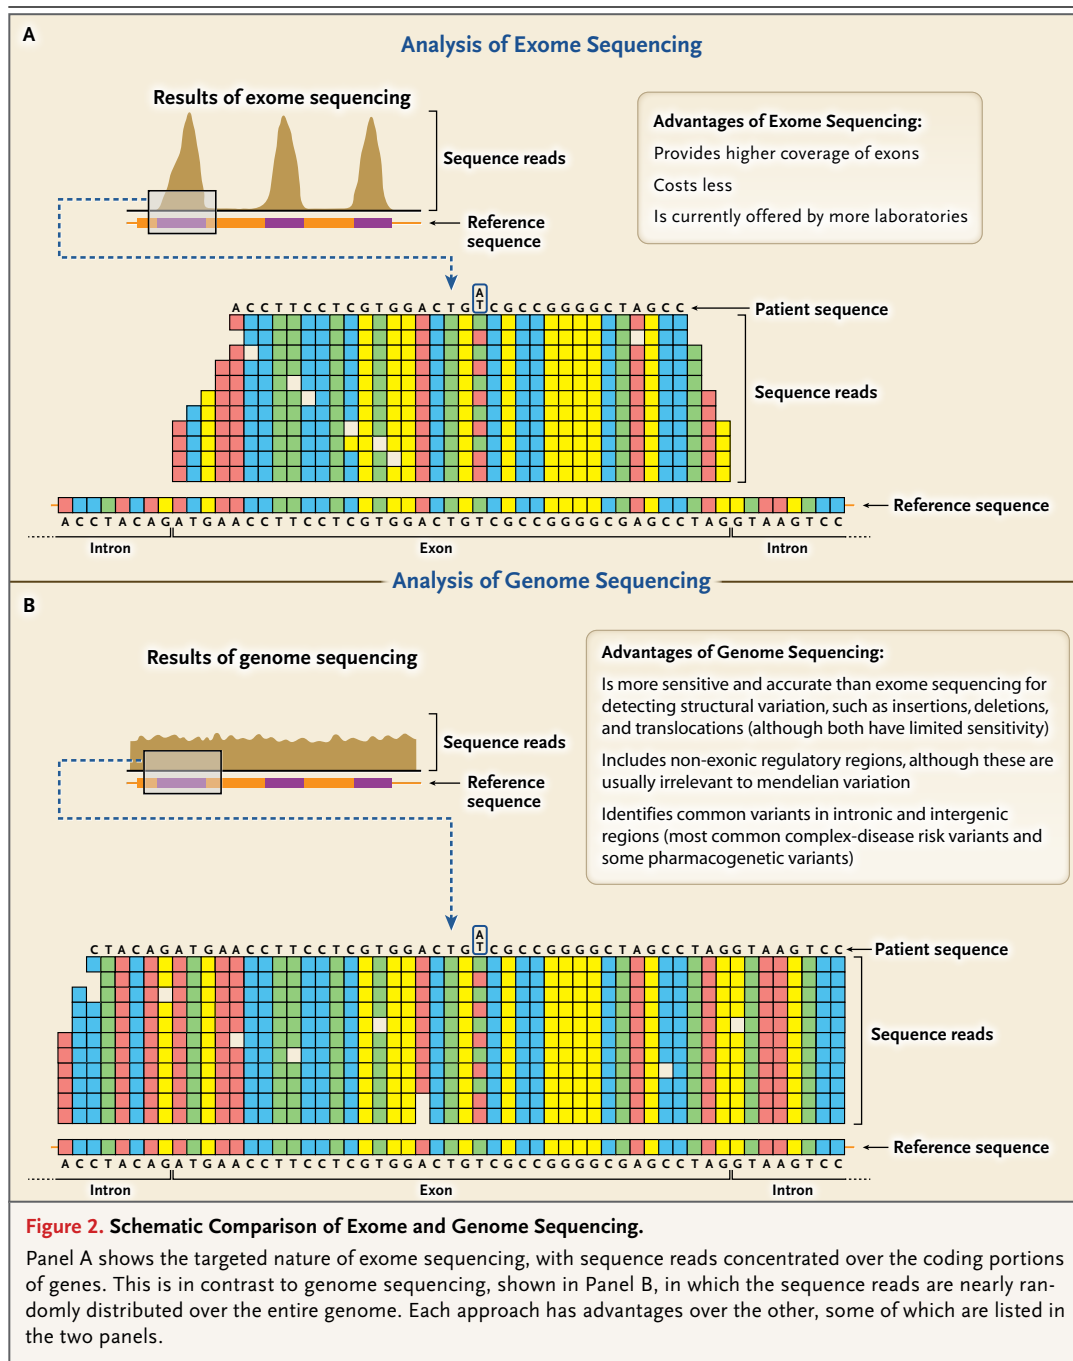 A
Analysis of Exome Sequencing
Results of exome sequencing
Sequence reads
Reference
sequence
Advantages of Exome Sequencing:
Provides higher coverage of exons
Costs less
Is currently offered by more laboratories
A
A C C T T C C T C G T G G A C T G T C G C C G G G G C T A G C C
Patient sequence
Sequence reads
Reference sequence
A C C T A C A G A T G A A C C T T C C T C G T G G A C T G T C G C C G G G G C G A G C C T A G G T A A G T C C
Intron
Exon
Intron
Analysis of Genome Sequencing
B
Results of genome sequencing
Sequence reads
Reference
sequence
Advantages of Genome Sequencing:
Is more sensitive and accurate than exome sequencing for
detecting structural variation, such as insertions, deletions,
and translocations (although both have limited sensitivity)
Includes non-exonic regulatory regions, although these are
usually irrelevant to mendelian variation
Identifies common variants in intronic and intergenic
regions (most common complex-disease risk variants and
some pharmacogenetic variants)
A
C T A C A G A T G A A C C T T C C T C G T G G A C T G T C G C C G G G G C T A G C C T A G G T A A G T C C
Patient sequence
Sequence reads
Reference sequence
A C C T A C A G A T G A A C C T T C C T C G T G G A C T G T C G C C G G G G C G A G C C T A G G T A A G T C C
Intron
Exon
Intron
Figure 2. Schematic Comparison of Exome and Genome Sequencing.
Panel A shows the targeted nature of exome sequencing, with sequence reads concentrated over the coding portions
of genes. This is in contrast to genome sequencing, shown in Panel B, in which the sequence reads are nearly ran-
domly distributed over the entire genome. Each approach has advantages over the other, some of which are listed in
the two panels.